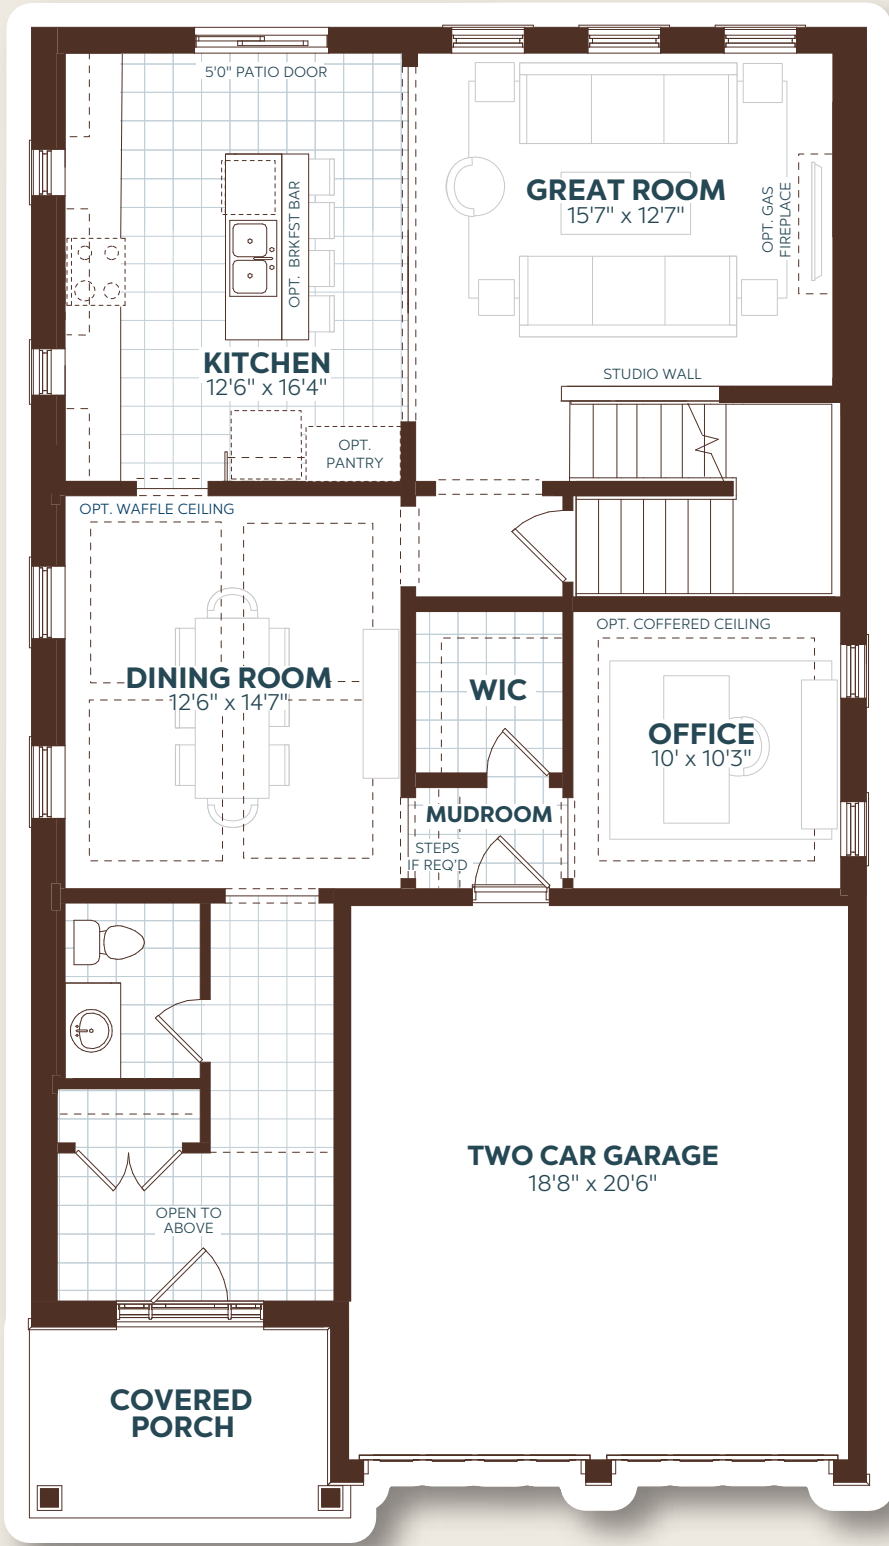 5'0" PATIO DOOR
GREAT ROOM
15'7" x 12'7"
OPT. GAS
FIREPLACE
OPT. BRKFST BAR
KITCHEN
12'6" x 16'4"
STUDIO WALL
OPT.
PANTRY
OPT. WAFFLE CEILING
OPT. COFFERED CEILING
DINING ROOM
12'6" x 14'7"
WIC
OFFICE
10' x 10'3"
MUDROOM
STEPS
IF REQ'D
TWO CAR GARAGE
18'8" x 20'6"
OPEN TO
ABOVE
COVERED
PORCH